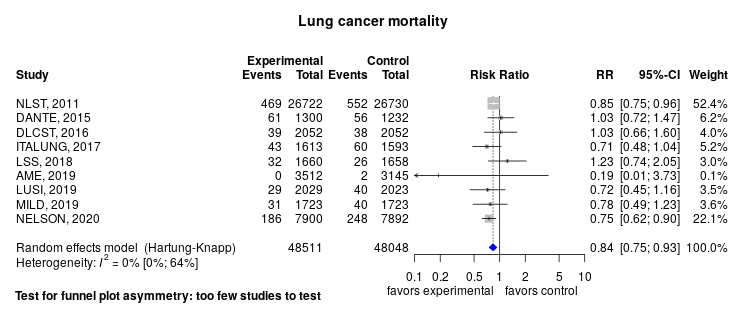 Lung cancer mortality
Experimental Control
Study Events Total Events Total Risk Ratio RR 95%-CI Weight
NLST, 2011 469 26722 552 26730 0.85 [0.75; 0.96] 52.4%
DANTE, 2015 61 1300 56 1232 1.03 [0.72; 1.47] 6.2%
DLCST, 2016 39 2052 38 2052 1.03 [0.66; 1.60] 4.0%
ITALUNG, 2017 43 1613 60 1593 0.71 [0.48; 1.04] 5.2%
LSS, 2018 32 1660 26 1658 1.23 [0.74; 2.05] 3.0%
AME, 2019 0 3512 2 3145 0.19 [0.01; 3.73] 0.1%
LUSI, 2019 29 2029 40 2023 0.72 [0.45; 1.16] 3.5%
MILD, 2019 31 1723 40 1723 0.78 [0.49; 1.23] 3.6%
NELSON, 2020 186 7900 248 7892 0.75 [0.62; 0.90] 22.1%
Random effects model (Hartung-Knapp) 48511 48048 0.84 [0.75; 0.93] 100.0%
Heterogeneity: I² = 0% [0%; 64%]
0.1 0.2 0.5 1 2 5 10
favors experimental favors control
Test for funnel plot asymmetry: too few studies to test